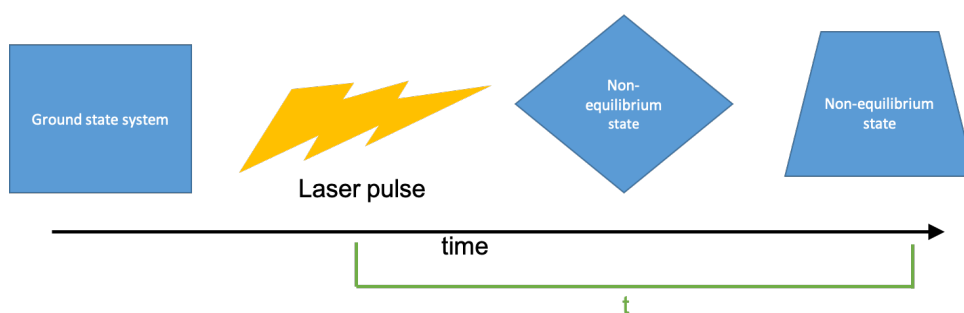 Ground state system
Laser pulse
Non-
equilibrium
state
Non-equilibrium
state
time
t